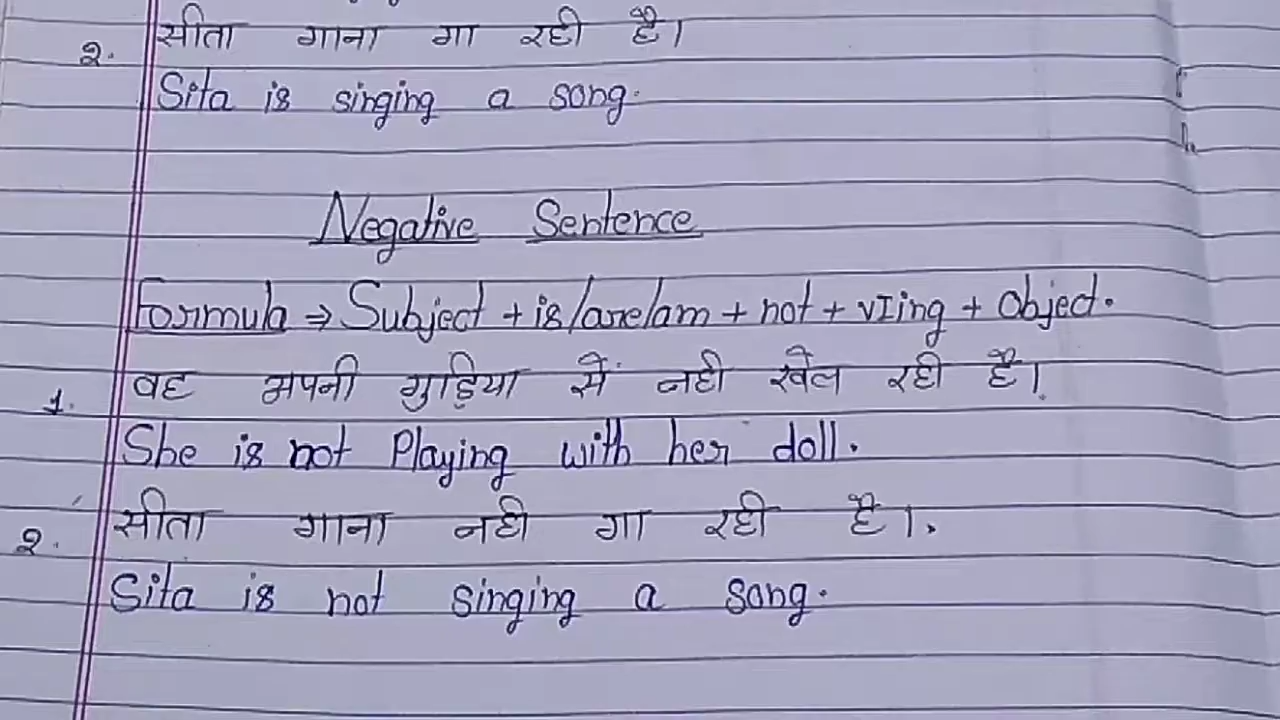 2. सीता गाना गा रही है।
Sita is singing a song.
Negative Sentence
Formula ⇒ Subject + is/are/am + not + vIing + Object.
1. वह अपनी गुड़िया सें नही खेल रही है।
She is not Playing with her doll.
2. सीता गाना नही गा रही है।.
Sita is not singing a song.